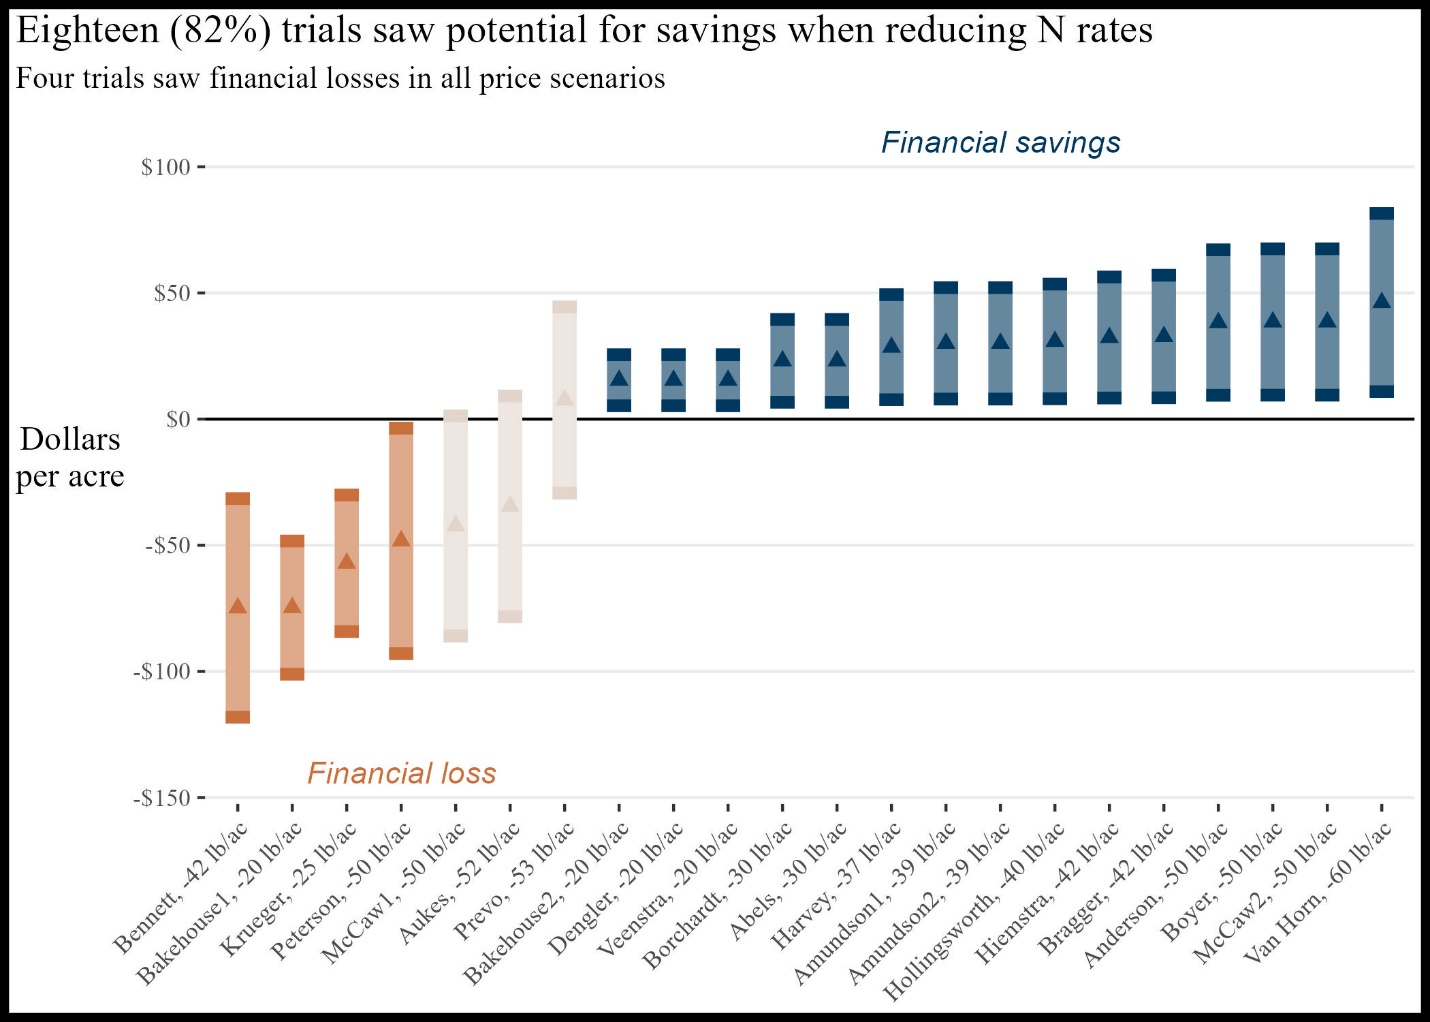 Eighteen (82%) trials saw potential for savings when reducing N rates
Four trials saw financial losses in all price scenarios
Financial savings
$100
$50
$0
Dollars
per acre
-$50
-$100
Financial loss
-$150
Bennett, -42 lb/ac
Bakehouse1, -20 lb/ac
Krueger, -25 lb/ac
Peterson, -50 lb/ac
McCaw1, -50 lb/ac
Aukes, -52 lb/ac
Prevo, -53 lb/ac
Bakehouse2, -20 lb/ac
Dengler, -20 lb/ac
Veenstra, -20 lb/ac
Borchardt, -30 lb/ac
Abels, -30 lb/ac
Harvey, -37 lb/ac
Amundson1, -39 lb/ac
Amundson2, -39 lb/ac
Hollingsworth, -40 lb/ac
Hiemstra, -42 lb/ac
Bragger, -42 lb/ac
Anderson, -50 lb/ac
Boyer, -50 lb/ac
McCaw2, -50 lb/ac
Van Horn, -60 lb/ac